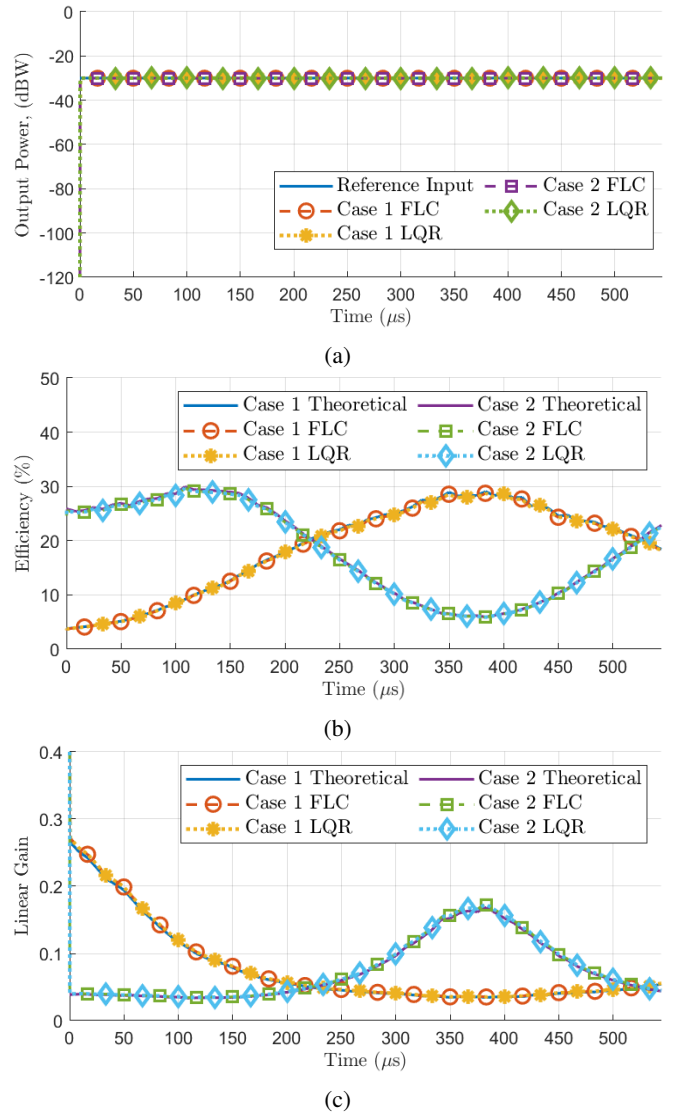 0
-20
-40
-60
-80
-100
-120
Output Power, (dBW)
Reference Input
Case 1 FLC
Case 1 LQR
Case 2 FLC
Case 2 LQR
0 50 100 150 200 250 300 350 400 450 500
Time (μs)
(a)
50
40
30
20
10
0
Efficiency (%)
Case 1 Theoretical
Case 1 FLC
Case 1 LQR
Case 2 Theoretical
Case 2 FLC
Case 2 LQR
0 50 100 150 200 250 300 350 400 450 500
Time (μs)
(b)
0.4
0.3
0.2
0.1
0
Linear Gain
Case 1 Theoretical
Case 1 FLC
Case 1 LQR
Case 2 Theoretical
Case 2 FLC
Case 2 LQR
0 50 100 150 200 250 300 350 400 450 500
Time (μs)
(c)